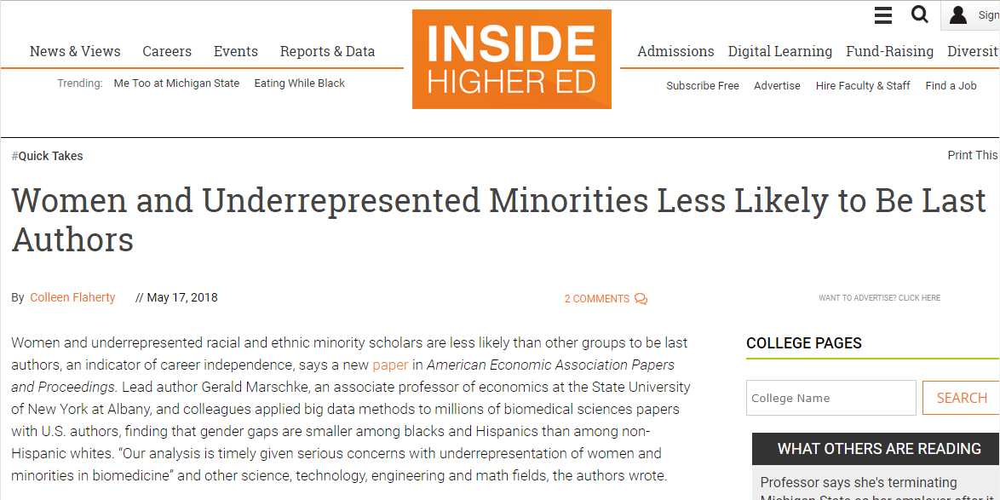 Sign
INSIDE
HIGHER ED
News & Views Careers Events Reports & Data
Admissions Digital Learning Fund-Raising
Trending: Me Too at Michigan State Eating While Black
Subscribe Free Advertise Hire Faculty & Staff Find a Job
#Quick Takes
Print This
Women and Underrepresented Minorities Less Likely to Be Last
Authors
By Colleen Flaherty // May 17, 2018
2 COMMENTS
WANT TO ADVERTISE? CLICK HERE
Women and underrepresented racial and ethnic minority scholars are less likely than other groups to be last
authors, an indicator of career independence, says a new paper in American Economic Association Papers
and Proceedings. Lead author Gerald Marschke, an associate professor of economics at the State University
of New York at Albany, and colleagues applied big data methods to millions of biomedical sciences papers
with U.S. authors, finding that gender gaps are smaller among blacks and Hispanics than among non-
Hispanic whites. “Our analysis is timely given serious concerns with underrepresentation of women and
minorities in biomedicine” and other science, technology, engineering and math fields, the authors wrote.
COLLEGE PAGES
College Name
SEARCH
WHAT OTHERS ARE READING
Professor says she's terminating
Michigan State as her employer after it